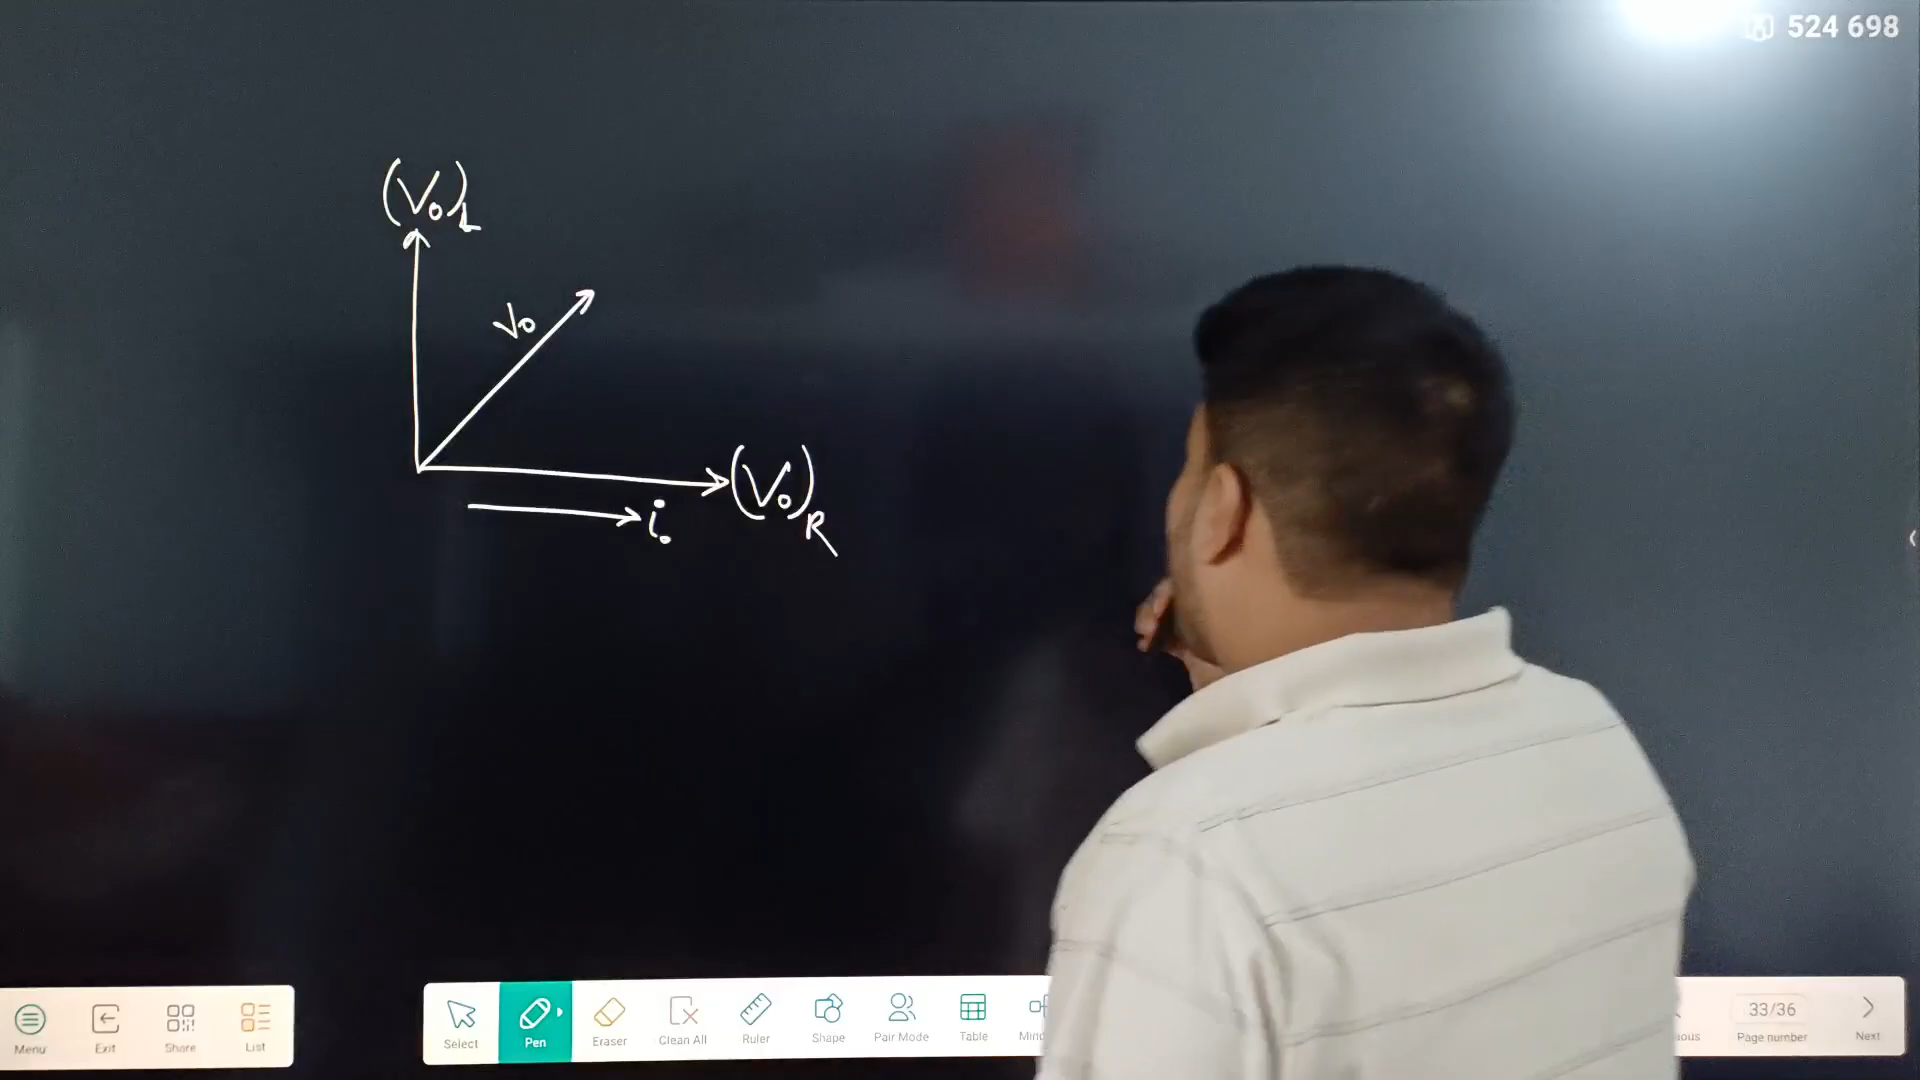 524 698
(V₀)L
V₀
(V₀)R
i₀
Menu
Exit
Share
List
Select
Pen
Eraser
Clean All
Ruler
Shape
Pair Mode
Table
33/36
Page number
Next